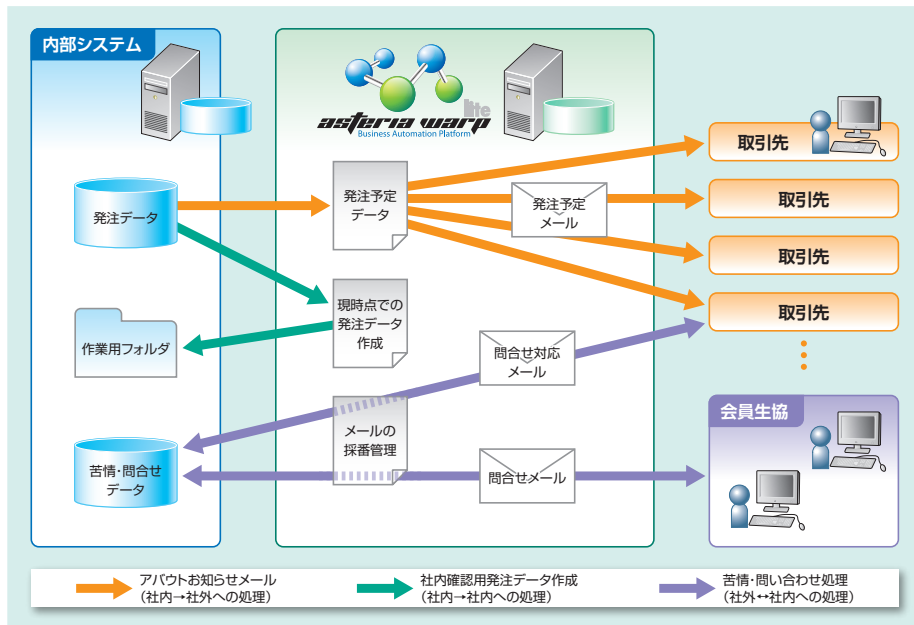 内部システム
lite
asteria warp
Business Automation Platform
発注データ
発注予定
データ
発注予定
メール
取引先
取引先
取引先
取引先
現時点での
発注データ
作成
作業用フォルダ
問合せ対応
メール
メールの
採番管理
苦情・問合せ
データ
問合せメール
会員生協
アバウトお知らせメール
(社内→社外への処理)
社内確認用発注データ作成
(社内→社内への処理)
苦情・問い合わせ処理
(社外↔社内への処理)